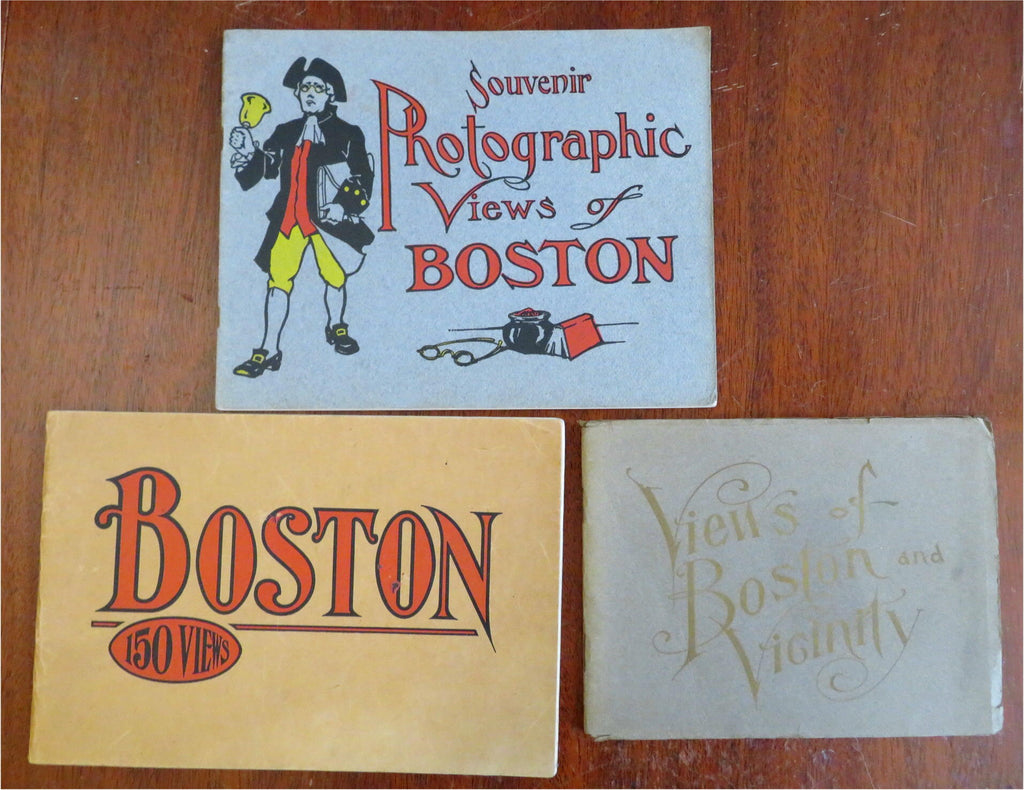 Souvenir
Photographic
Views of
BOSTON
BOSTON
150 VIEWS
Views of
Boston and
Vicinity